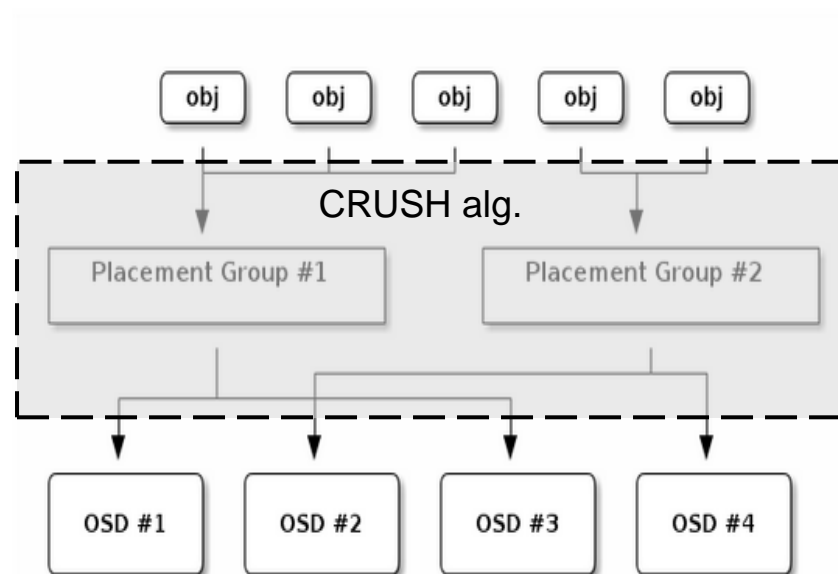 obj obj obj obj obj
CRUSH alg.
Placement Group #1 Placement Group #2
OSD #1 OSD #2 OSD #3 OSD #4